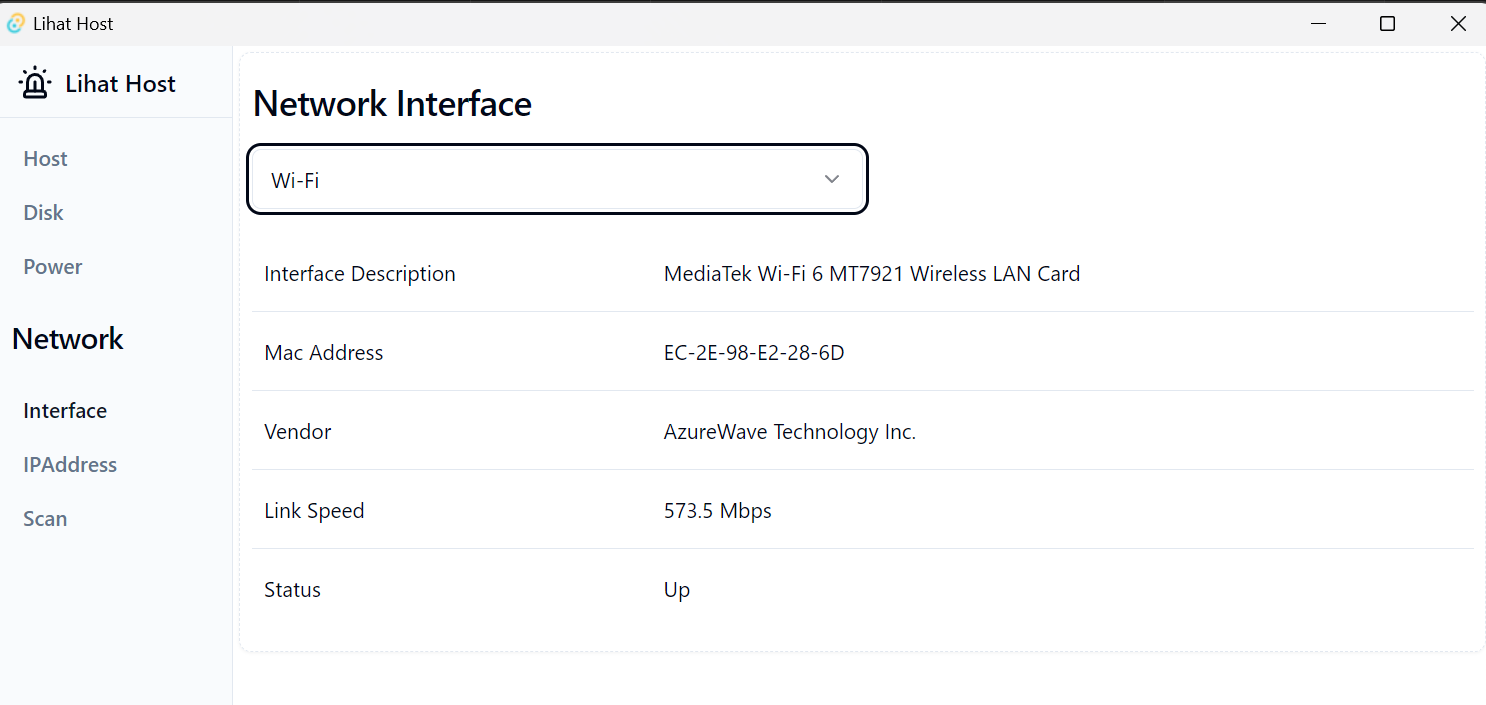 Lihat Host
Lihat Host
Host
Disk
Power
Network
Interface
IPAddress
Scan
Network Interface
Wi-Fi
Interface Description MediaTek Wi-Fi 6 MT7921 Wireless LAN Card
Mac Address EC-2E-98-E2-28-6D
Vendor AzureWave Technology Inc.
Link Speed 573.5 Mbps
Status Up